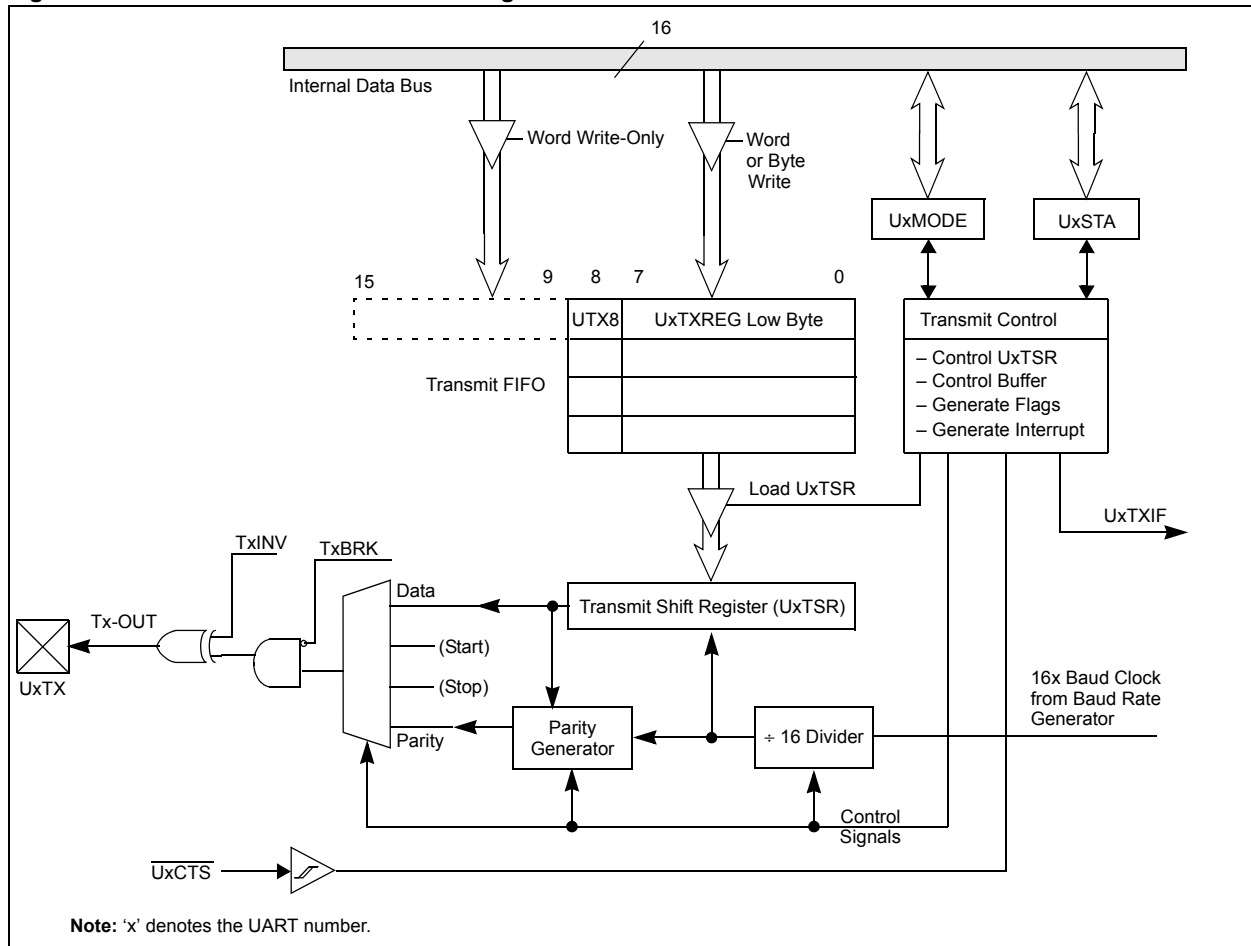 16
Internal Data Bus
Word Write-Only
Word
or Byte
Write
UxMODE
UxSTA
15
9
8
7
0
UTX8
UxTXREG Low Byte
Transmit Control
– Control UxTSR
– Control Buffer
– Generate Flags
– Generate Interrupt
Transmit FIFO
Load UxTSR
UxTXIF
TxINV
TxBRK
Data
Transmit Shift Register (UxTSR)
Tx-OUT
(Start)
UxTX
(Stop)
16x Baud Clock
from Baud Rate
Generator
Parity
Parity
Generator
÷ 16 Divider
Control
Signals
UxCTS
Note: ‘x’ denotes the UART number.